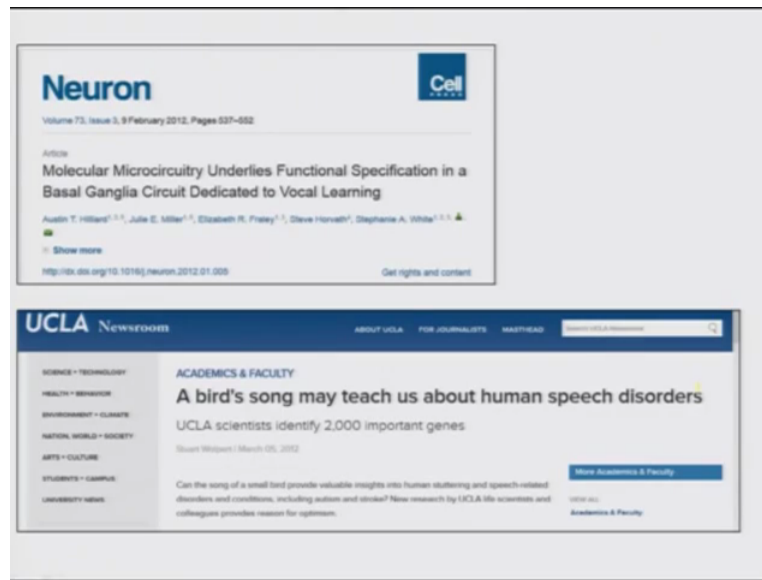 Neuron
Cell
PRESS
Volume 73, Issue 3, 9 February 2012, Pages 537–552
Article
Molecular Microcircuitry Underlies Functional Specification in a
Basal Ganglia Circuit Dedicated to Vocal Learning
Austin T. Hilliard, Julie E. Miller, Elizabeth R. Fraley, Steve Horvath, Stephanie A. White
Show more
http://dx.doi.org/10.1016/j.neuron.2012.01.005
Get rights and content
UCLA Newsroom
ABOUT UCLA FOR JOURNALISTS MASTHEAD
Search UCLA Newsroom
SCIENCE + TECHNOLOGY
HEALTH + BEHAVIOR
ENVIRONMENT + CLIMATE
NATION, WORLD + SOCIETY
ARTS + CULTURE
STUDENTS + CAMPUS
UNIVERSITY NEWS
ACADEMICS & FACULTY
A bird's song may teach us about human speech disorders
UCLA scientists identify 2,000 important genes
Stuart Wolpert | March 05, 2012
Can the song of a small bird provide valuable insights into human stuttering and speech-related
disorders and conditions, including autism and stroke? New research by UCLA life scientists and
colleagues provides reason for optimism.
More Academics & Faculty
VIEW ALL
Academics & Faculty